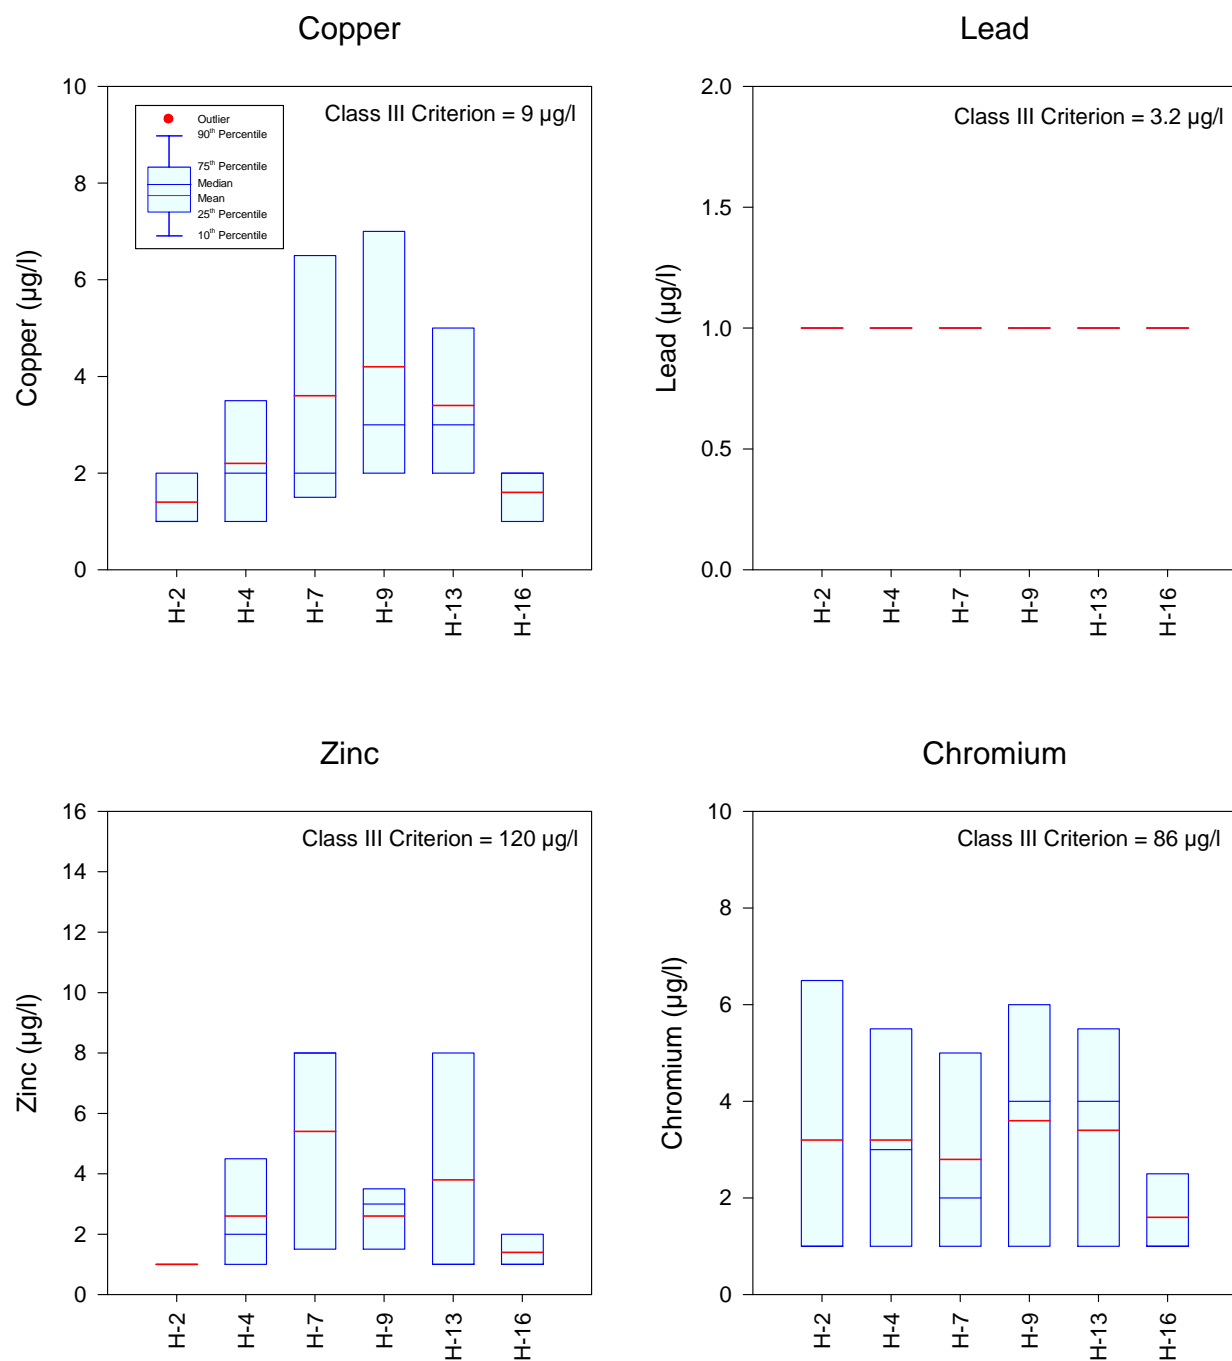 Copper
10
8
6
4
2
0
Copper (µg/l)
Class III Criterion = 9 µg/l
Outlier
90th Percentile
75th Percentile
Median
Mean
25th Percentile
10th Percentile
H-2
H-4
H-7
H-9
H-13
H-16
Lead
2.0
1.5
1.0
0.5
0.0
Lead (µg/l)
Class III Criterion = 3.2 µg/l
H-2
H-4
H-7
H-9
H-13
H-16
Zinc
16
14
12
10
8
6
4
2
0
Zinc (µg/l)
Class III Criterion = 120 µg/l
H-2
H-4
H-7
H-9
H-13
H-16
Chromium
10
8
6
4
2
0
Chromium (µg/l)
Class III Criterion = 86 µg/l
H-2
H-4
H-7
H-9
H-13
H-16